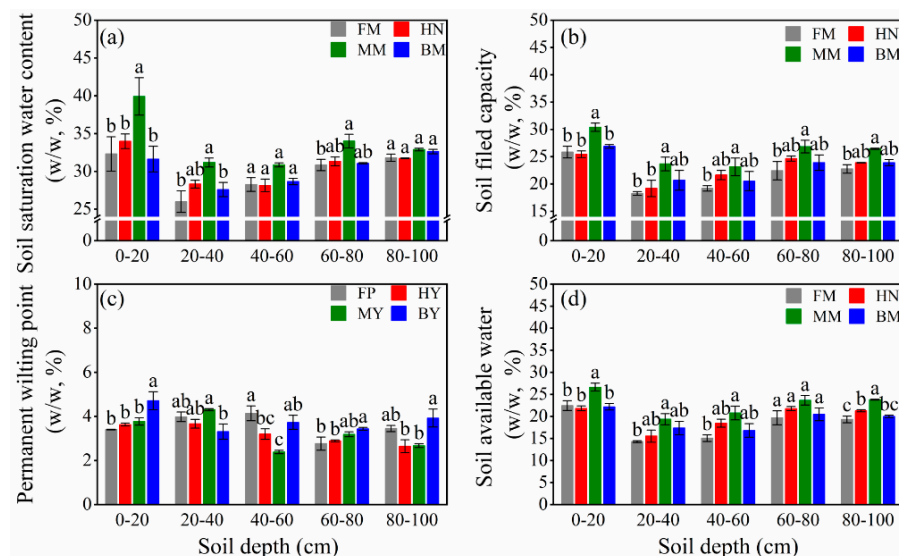 50
45
40
35
30
25
0
Soil saturation water content
(w/w, %)
(a)
FM HN
MM BM
b b a b
b b a b
a a a a
b ab a ab
a a a a
0-20 20-40 40-60 60-80 80-100
50
45
40
35
30
25
20
15
0
Soil filed capacity
(w/w, %)
(b)
FM HN
MM BM
b b a b
b ab a ab
b ab a ab
b ab a ab
b ab a ab
0-20 20-40 40-60 60-80 80-100
10
8
6
4
2
0
Permanent wilting point
(w/w, %)
(c)
FP HY
MY BY
b b b a
ab ab a b
a bc c ab
b b ab a
ab b b a
0-20 20-40 40-60 60-80 80-100
Soil depth (cm)
50
45
40
35
30
25
20
15
10
5
0
Soil available water
(w/w, %)
(d)
FM HN
MM BM
b b a b
b ab a ab
b ab a ab
a a a a
c b a bc
0-20 20-40 40-60 60-80 80-100
Soil depth (cm)